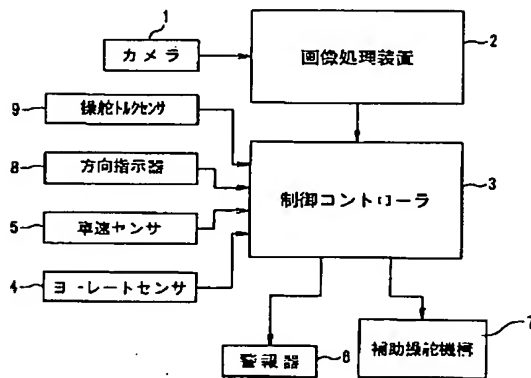 1
カメラ
2
画像処理装置
9
操舵トルクセンサ
8
方向指示器
5
車速センサ
4
ヨ-レートセンサ
制御コントローラ
3
警報器
6
補助操舵機構
7